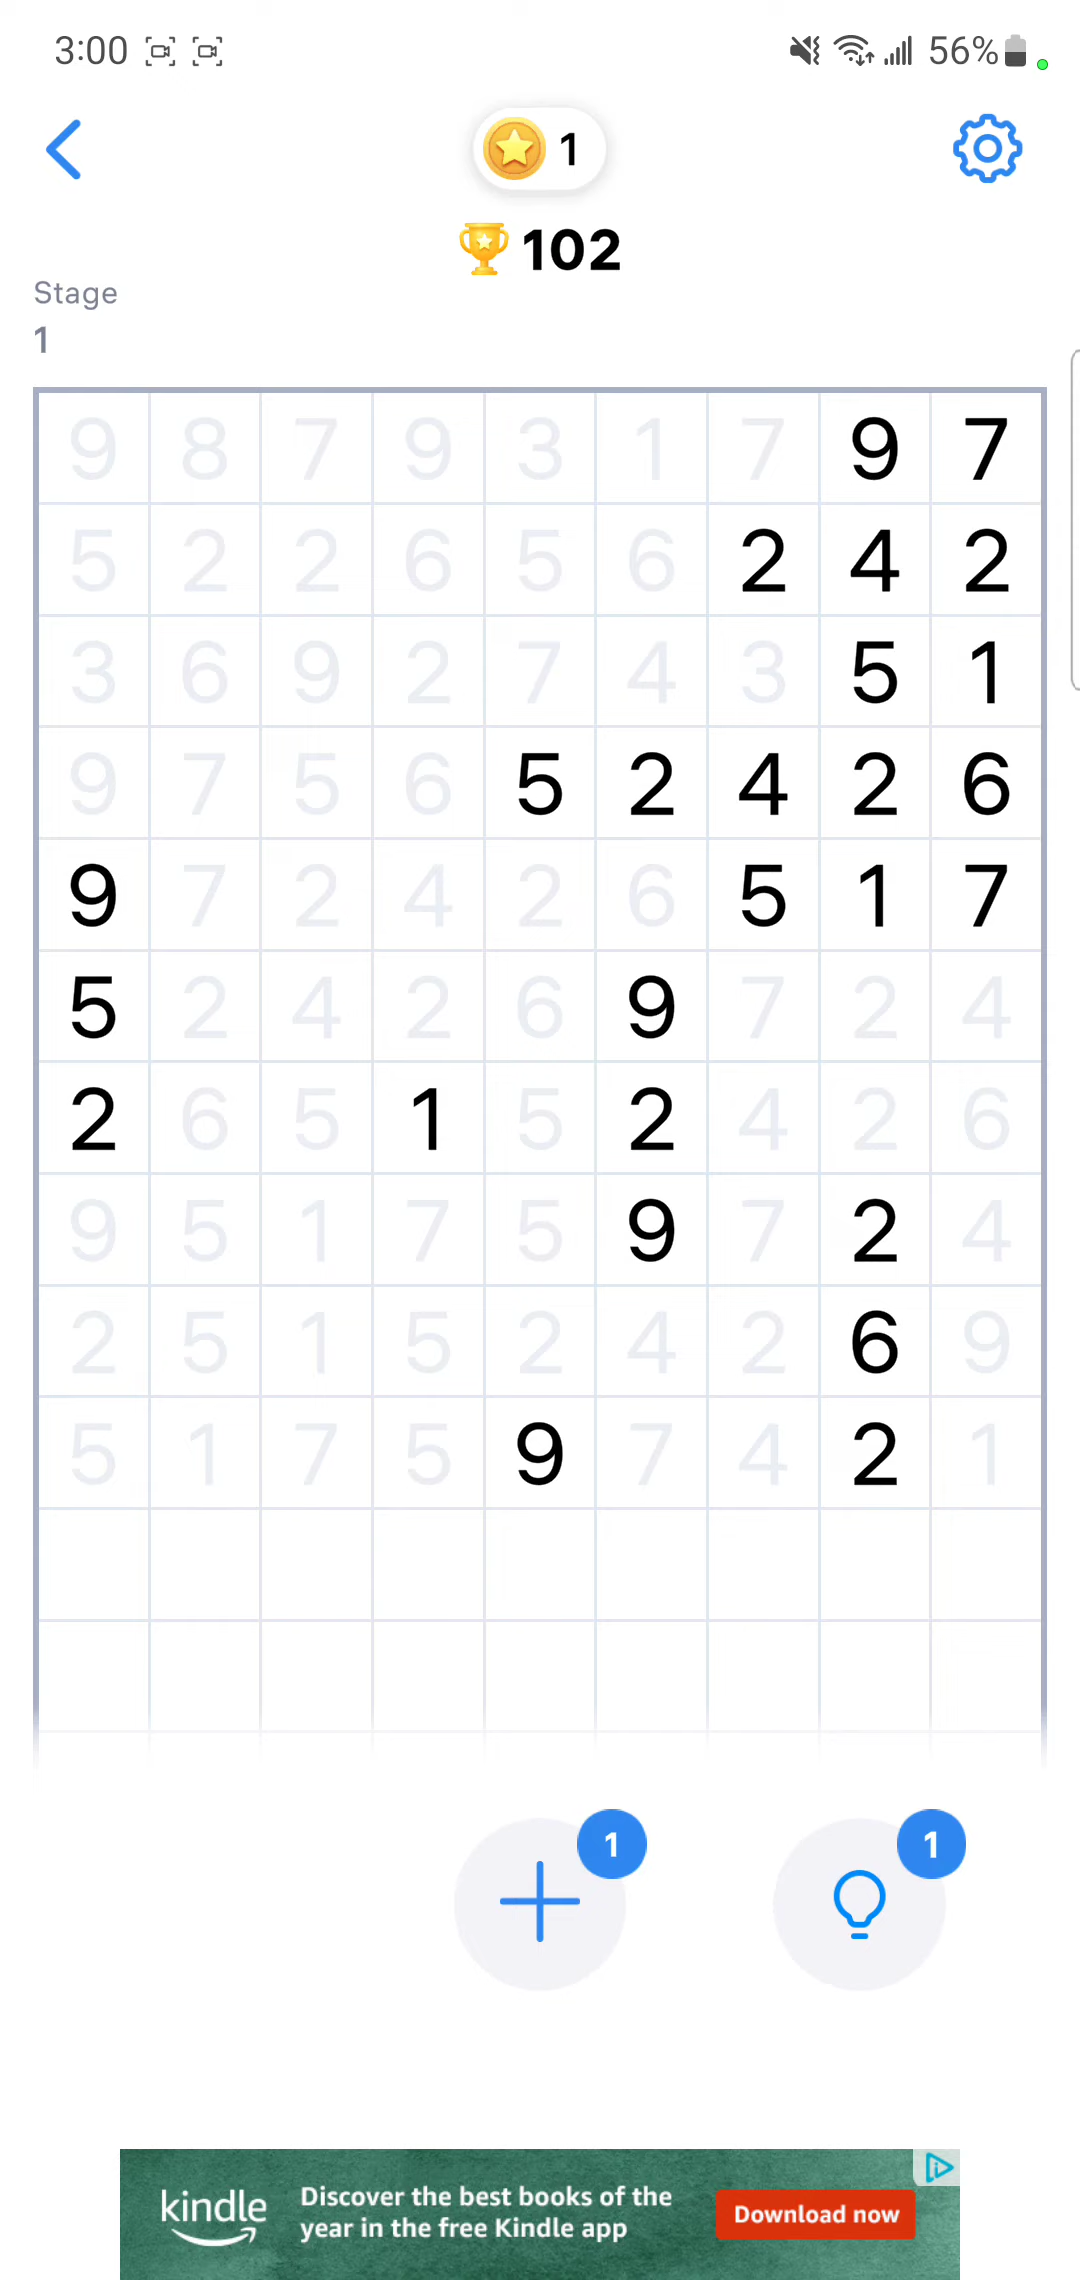 3:00 56%
1
102
Stage
1
9 8 7 9 3 1 7 9 7
5 2 2 6 5 6 2 4 2
3 6 9 2 7 4 3 5 1
9 7 5 6 5 2 4 2 6
9 7 2 4 2 6 5 1 7
5 2 4 2 6 9 7 2 4
2 6 5 1 5 2 4 2 6
9 5 1 7 5 9 7 2 4
2 5 1 5 2 4 2 6 9
5 1 7 5 9 7 4 2 1
1 1
kindle Discover the best books of the
year in the free Kindle app
Download now